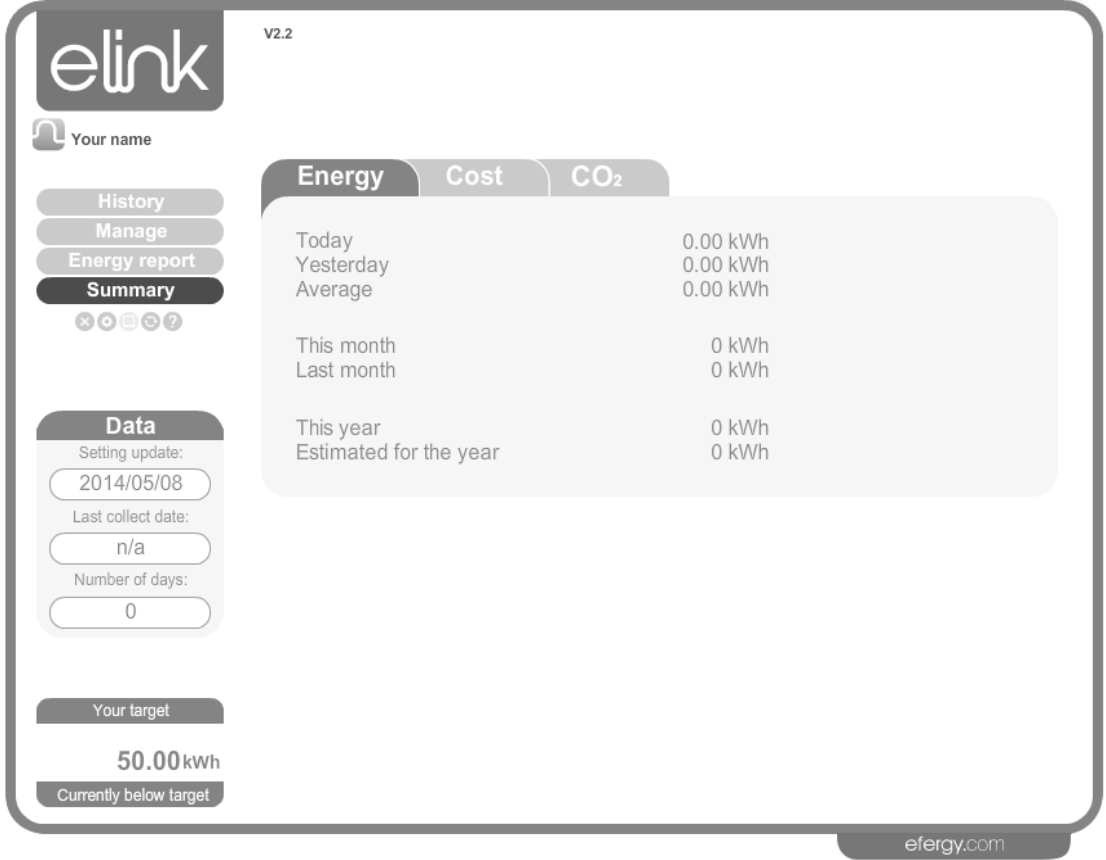 elink
V2.2
Your name
History
Manage
Energy report
Summary
Energy Cost CO₂
Today 0.00 kWh
Yesterday 0.00 kWh
Average 0.00 kWh
This month 0 kWh
Last month 0 kWh
This year 0 kWh
Estimated for the year 0 kWh
Data
Setting update:
2014/05/08
Last collect date:
n/a
Number of days:
0
Your target
50.00 kWh
Currently below target
efergy.com